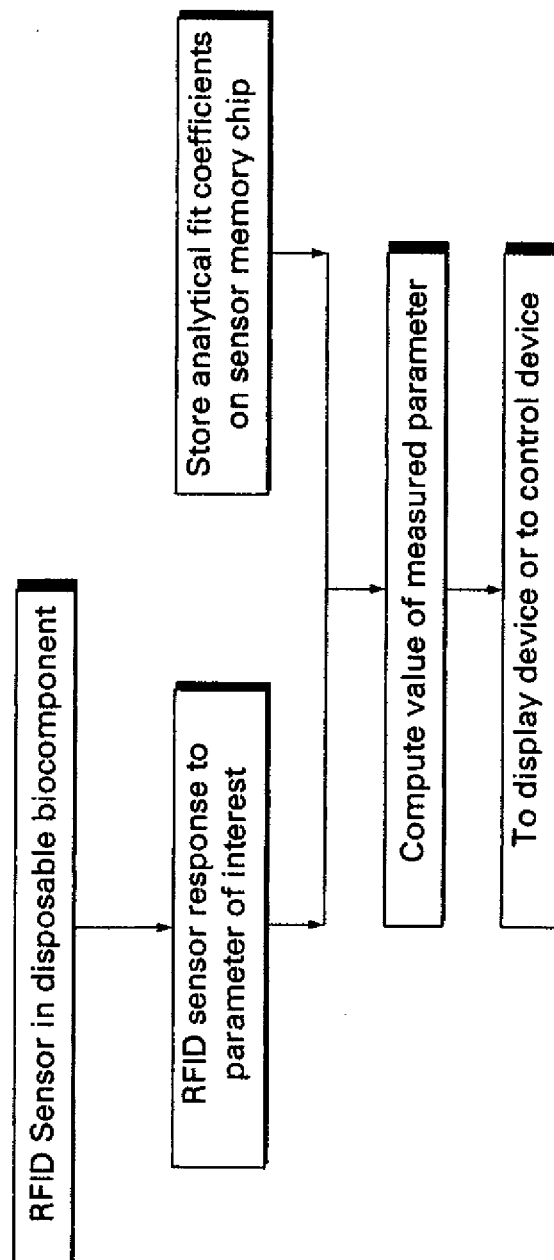 RFID Sensor in disposable biocomponent
RFID sensor response to
parameter of interest
Store analytical fit coefficients
on sensor memory chip
Compute value of measured parameter
To display device or to control device